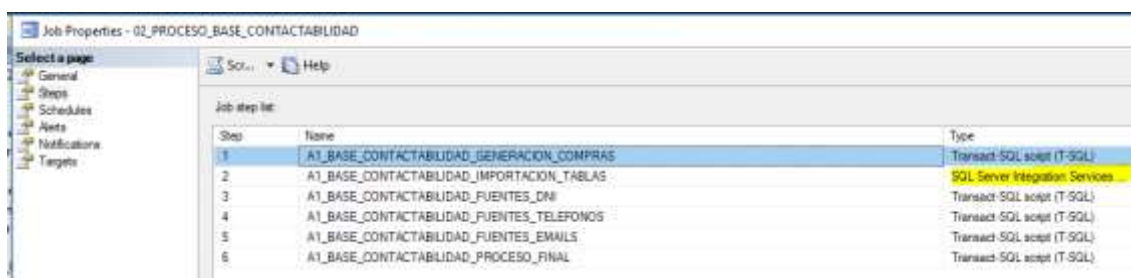 Job Properties - 02_PROCESO_BASE_CONTACTABILIDAD
Select a page
General
Steps
Schedules
Alerts
Notifications
Targets
Scr... Help
Job step list:
Step Name Type
1 A1_BASE_CONTACTABILIDAD_GENERACION_COMPRAS Transact-SQL script (T-SQL)
2 A1_BASE_CONTACTABILIDAD_IMPORTACION_TABLAS SQL Server Integration Services ...
3 A1_BASE_CONTACTABILIDAD_FUENTES_DNI Transact-SQL script (T-SQL)
4 A1_BASE_CONTACTABILIDAD_FUENTES_TELEFONOS Transact-SQL script (T-SQL)
5 A1_BASE_CONTACTABILIDAD_FUENTES_EMAILS Transact-SQL script (T-SQL)
6 A1_BASE_CONTACTABILIDAD_PROCESO_FINAL Transact-SQL script (T-SQL)